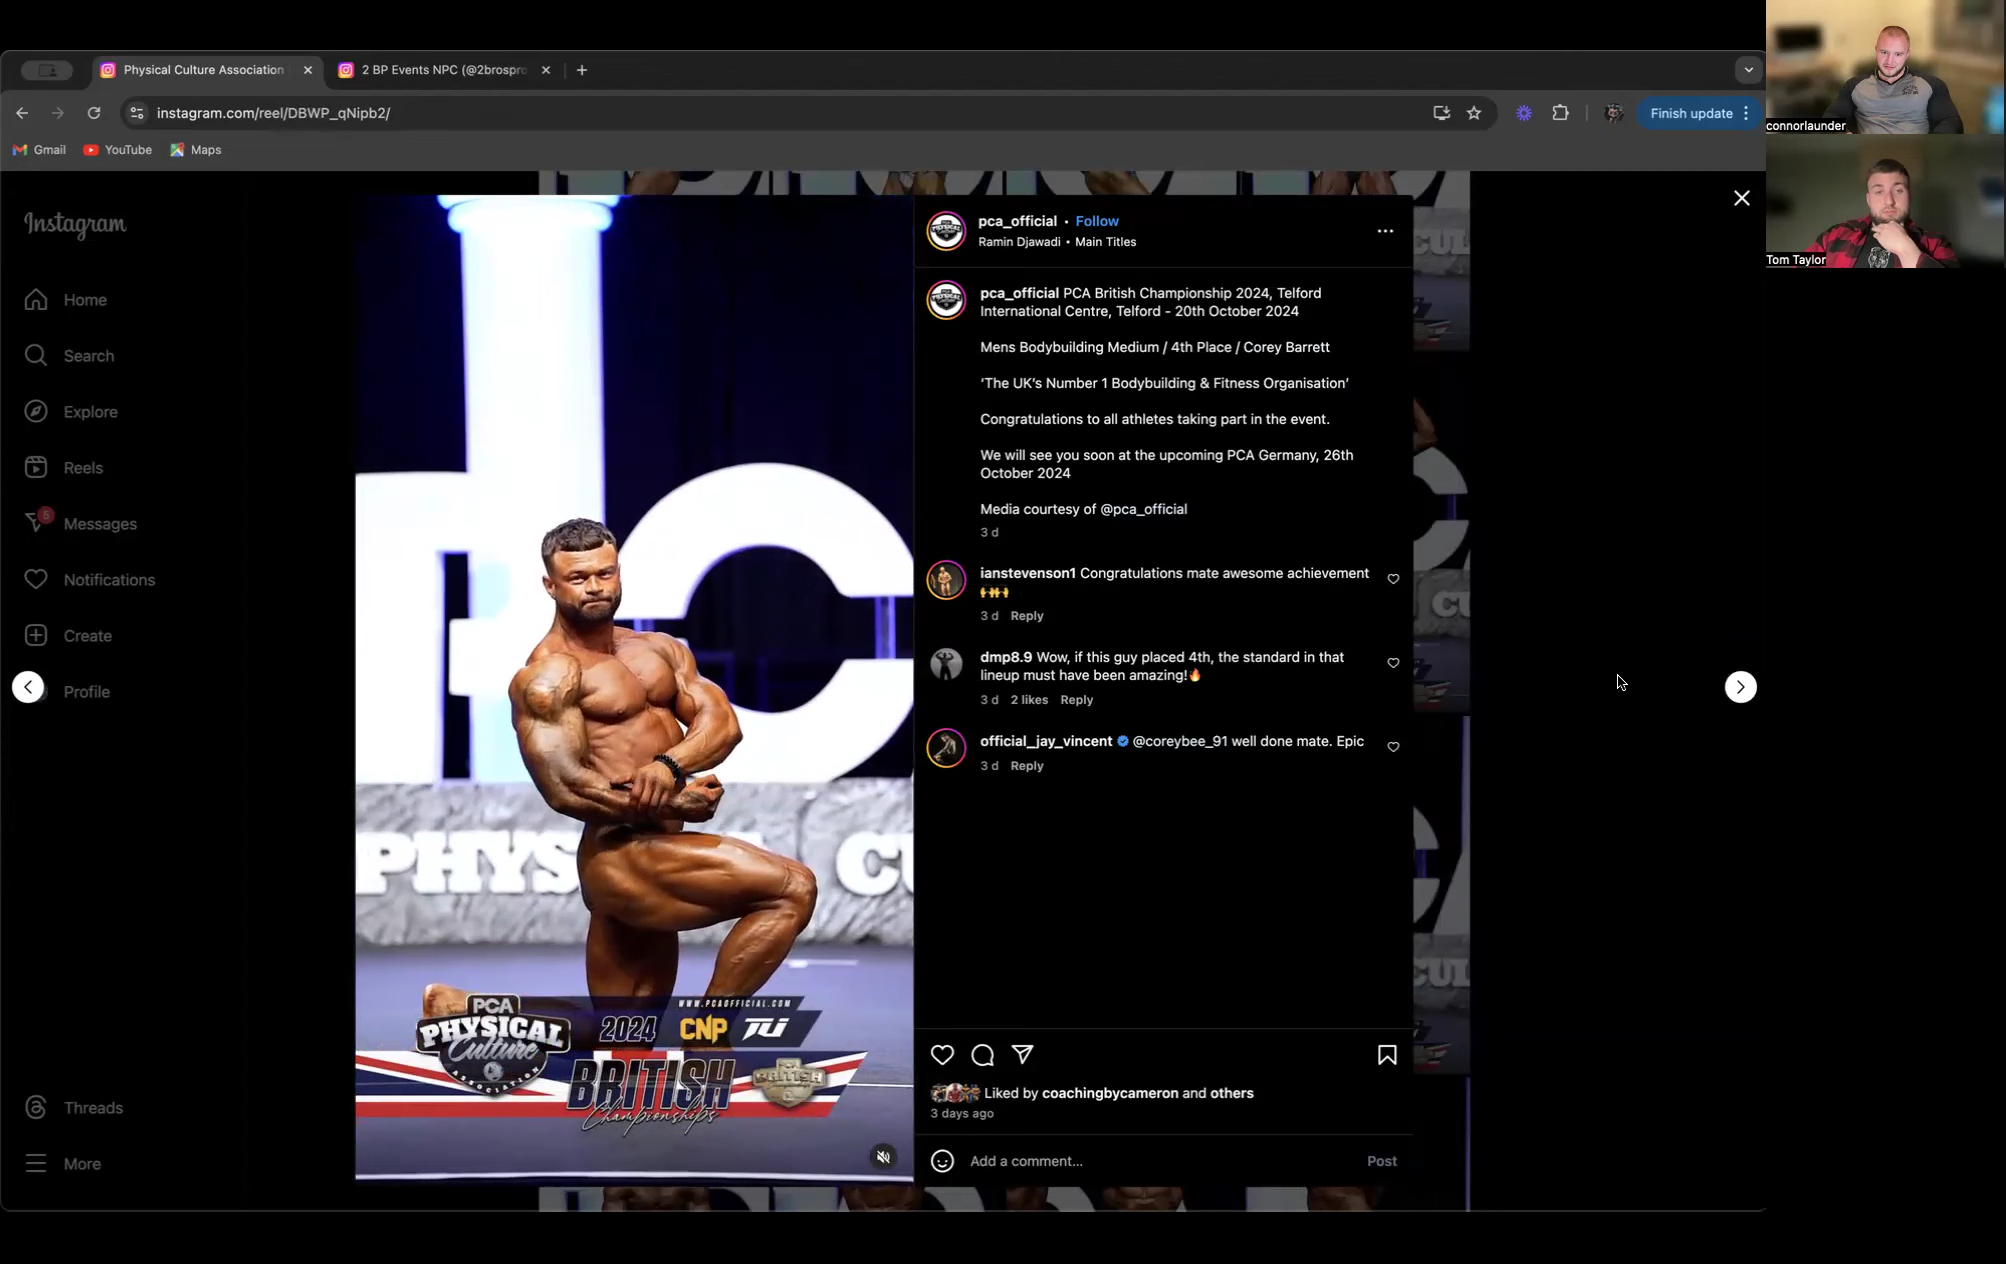 Physical Culture Association
2 BP Events NPC (@2brospro
instagram.com/reel/DBWP_qNipb2/
Finish update
Gmail
YouTube
Maps
connorlaunder
Tom Taylor
Instagram
Home
Search
Explore
Reels
5
Messages
Notifications
Create
Profile
Threads
More
PHYS
CU
PCA
PHYSICAL
Culture
ASSOCIATION
WWW.PCAOFFICIAL.COM
2024 CNP TU
BRITISH
Championships
BRITISH
pca_official • Follow
Ramin Djawadi • Main Titles
pca_official PCA British Championship 2024, Telford
International Centre, Telford - 20th October 2024
Mens Bodybuilding Medium / 4th Place / Corey Barrett
‘The UK’s Number 1 Bodybuilding & Fitness Organisation’
Congratulations to all athletes taking part in the event.
We will see you soon at the upcoming PCA Germany, 26th
October 2024
Media courtesy of @pca_official
3 d
ianstevenson1 Congratulations mate awesome achievement
🙌🙌
3 d Reply
dmp8.9 Wow, if this guy placed 4th, the standard in that
lineup must have been amazing!🔥
3 d 2 likes Reply
official_jay_vincent @coreybee_91 well done mate. Epic
3 d Reply
Liked by coachingbycameron and others
3 days ago
Add a comment...
Post